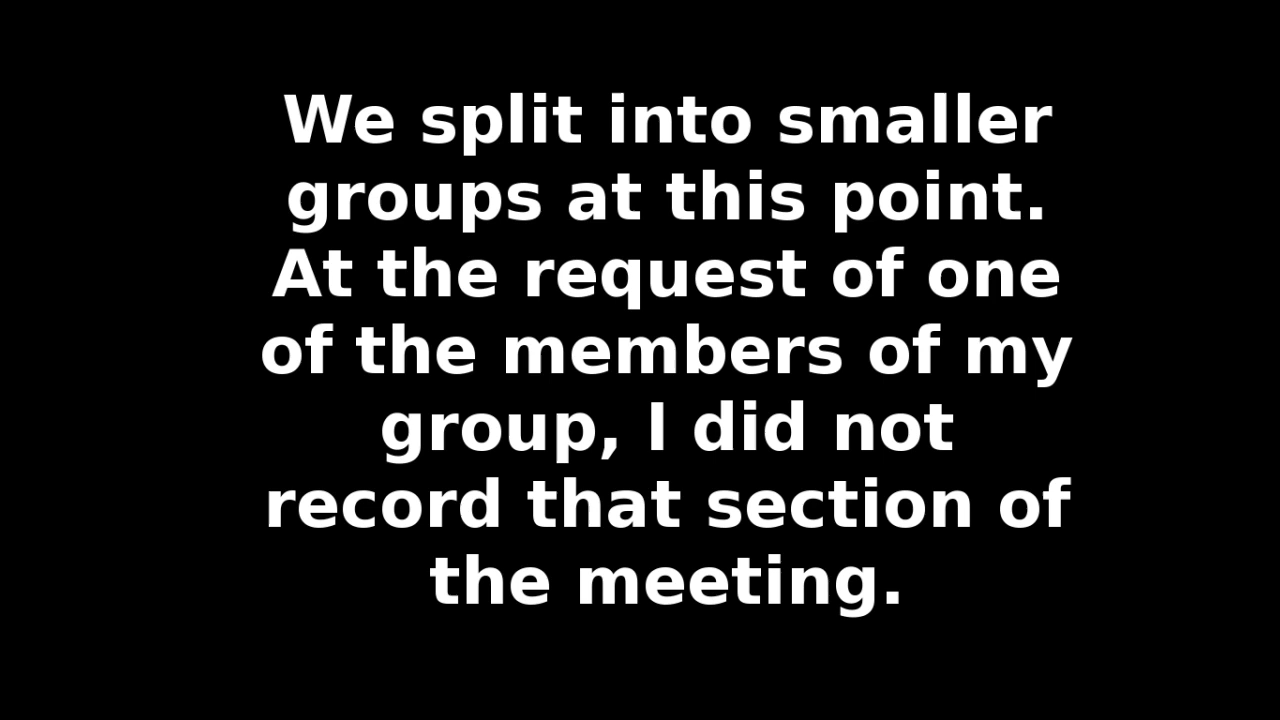 We split into smaller
groups at this point.
At the request of one
of the members of my
group, I did not
record that section of
the meeting.